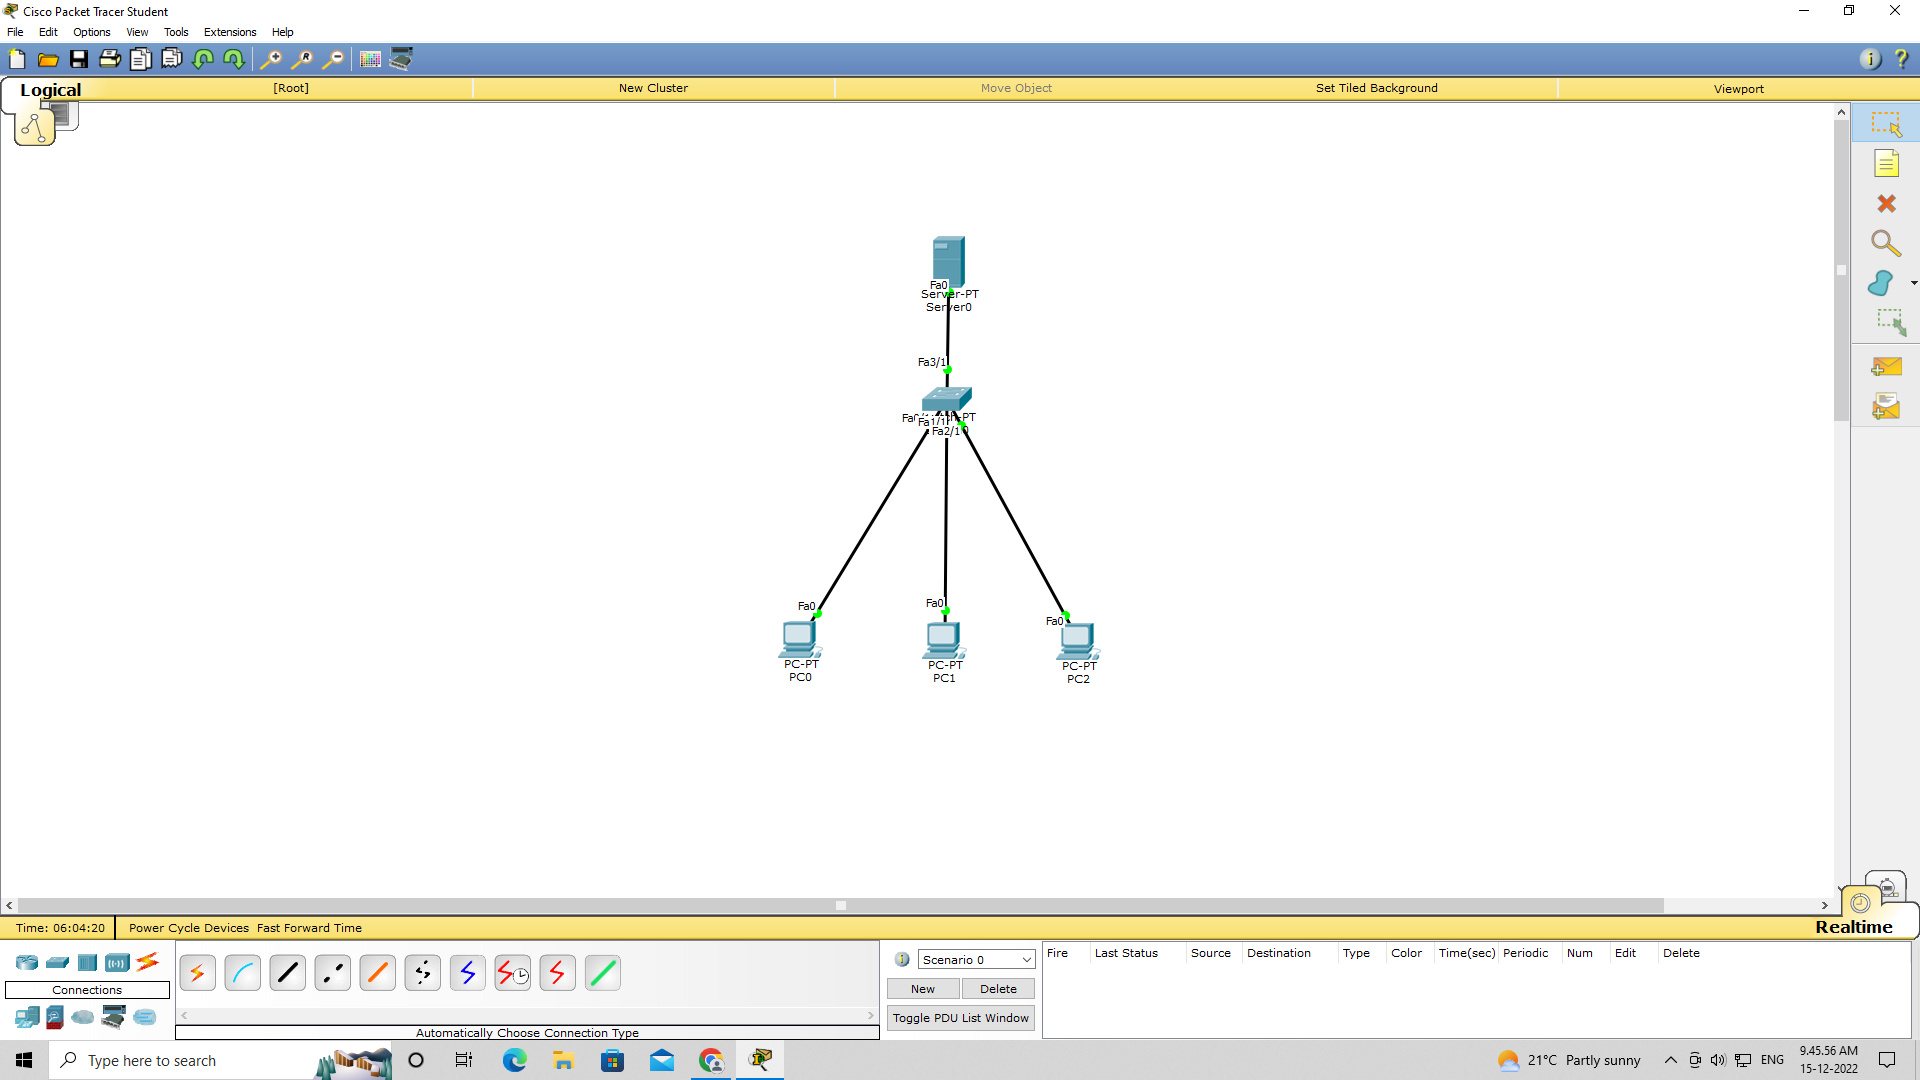 Cisco Packet Tracer Student
File Edit Options View Tools Extensions Help
Logical [Root] New Cluster Move Object Set Tiled Background Viewport
Fa0
Server-PT
Server0
Fa3/1
Fa1/1
Fa2/1
Fa0 Fa0 Fa0
PC-PT PC-PT PC-PT
PC0 PC1 PC2
Time: 06:04:20 Power Cycle Devices Fast Forward Time Realtime
Fire Last Status Source Destination Type Color Time(sec) Periodic Num Edit Delete
Scenario 0
New Delete
Connections
Toggle PDU List Window
Automatically Choose Connection Type
Type here to search
21°C Partly sunny
ENG
9.45.56 AM
15-12-2022